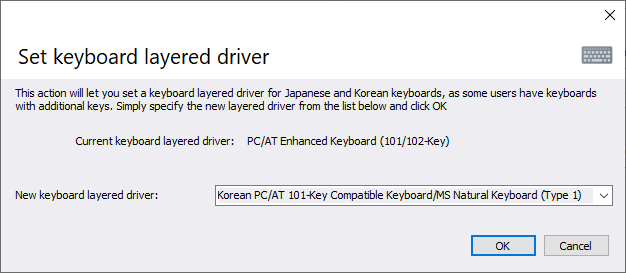 Set keyboard layered driver
This action will let you set a keyboard layered driver for Japanese and Korean keyboards, as some users have keyboards
with additional keys. Simply specify the new layered driver from the list below and click OK
Current keyboard layered driver: PC/AT Enhanced Keyboard (101/102-Key)
New keyboard layered driver: Korean PC/AT 101-Key Compatible Keyboard/MS Natural Keyboard (Type 1)
OK Cancel